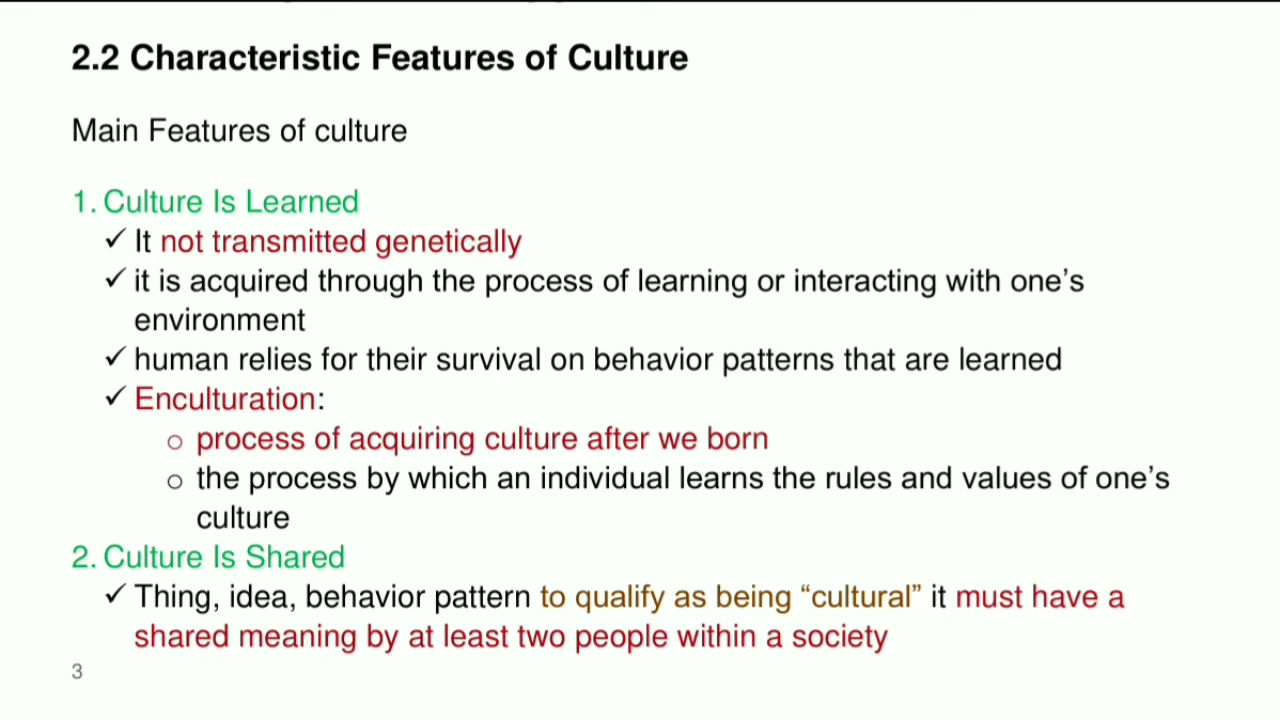 2.2 Characteristic Features of Culture
Main Features of culture
1. Culture Is Learned
✓ It not transmitted genetically
✓ it is acquired through the process of learning or interacting with one’s
environment
✓ human relies for their survival on behavior patterns that are learned
✓ Enculturation:
o process of acquiring culture after we born
o the process by which an individual learns the rules and values of one’s
culture
2. Culture Is Shared
✓ Thing, idea, behavior pattern to qualify as being “cultural” it must have a
shared meaning by at least two people within a society
3